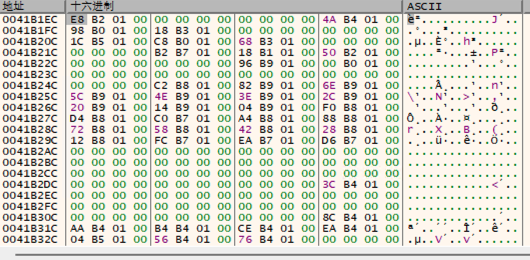 地址 十六进制 ASCII
0041B1EC E8 B2 01 00 00 00 00 00 00 00 00 00 4A B4 01 00
0041B1FC 98 B0 01 00 18 B3 01 00 00 00 00 00 00 00 00 00
0041B20C 1C B5 01 00 C8 B0 01 00 68 B3 01 00 00 00 00 00
0041B21C 00 00 00 00 B2 B7 01 00 18 B1 01 00 50 B2 01 00
0041B22C 00 00 00 00 00 00 00 00 96 B9 01 00 00 B0 01 00
0041B23C 00 00 00 00 00 00 00 00 00 00 00 00 00 00 00 00
0041B24C 00 00 00 00 C2 B8 01 00 82 B9 01 00 6E B9 01 00
0041B25C 5C B9 01 00 4E B9 01 00 3E B9 01 00 2C B9 01 00
0041B26C 20 B9 01 00 14 B9 01 00 04 B9 01 00 F0 B8 01 00
0041B27C D4 B8 01 00 C0 B7 01 00 A4 B8 01 00 88 B8 01 00
0041B28C 72 B8 01 00 58 B8 01 00 42 B8 01 00 28 B8 01 00
0041B29C 12 B8 01 00 FC B7 01 00 EA B7 01 00 D6 B7 01 00
0041B2AC 00 00 00 00 00 00 00 00 00 00 00 00 00 00 00 00
0041B2BC 00 00 00 00 00 00 00 00 00 00 00 00 00 00 00 00
0041B2CC 00 00 00 00 00 00 00 00 00 00 00 00 00 00 00 00
0041B2DC 00 00 00 00 00 00 00 00 00 00 00 00 3C B4 01 00
0041B2EC 00 00 00 00 00 00 00 00 00 00 00 00 00 00 00 00
0041B2FC 00 00 00 00 00 00 00 00 00 00 00 00 00 00 00 00
0041B30C 00 00 00 00 00 00 00 00 00 00 00 00 8C B4 01 00
0041B31C AA B4 01 00 B4 B4 01 00 CE B4 01 00 EA B4 01 00
0041B32C 04 B5 01 00 56 B4 01 00 76 B4 01 00 00 00 00 00